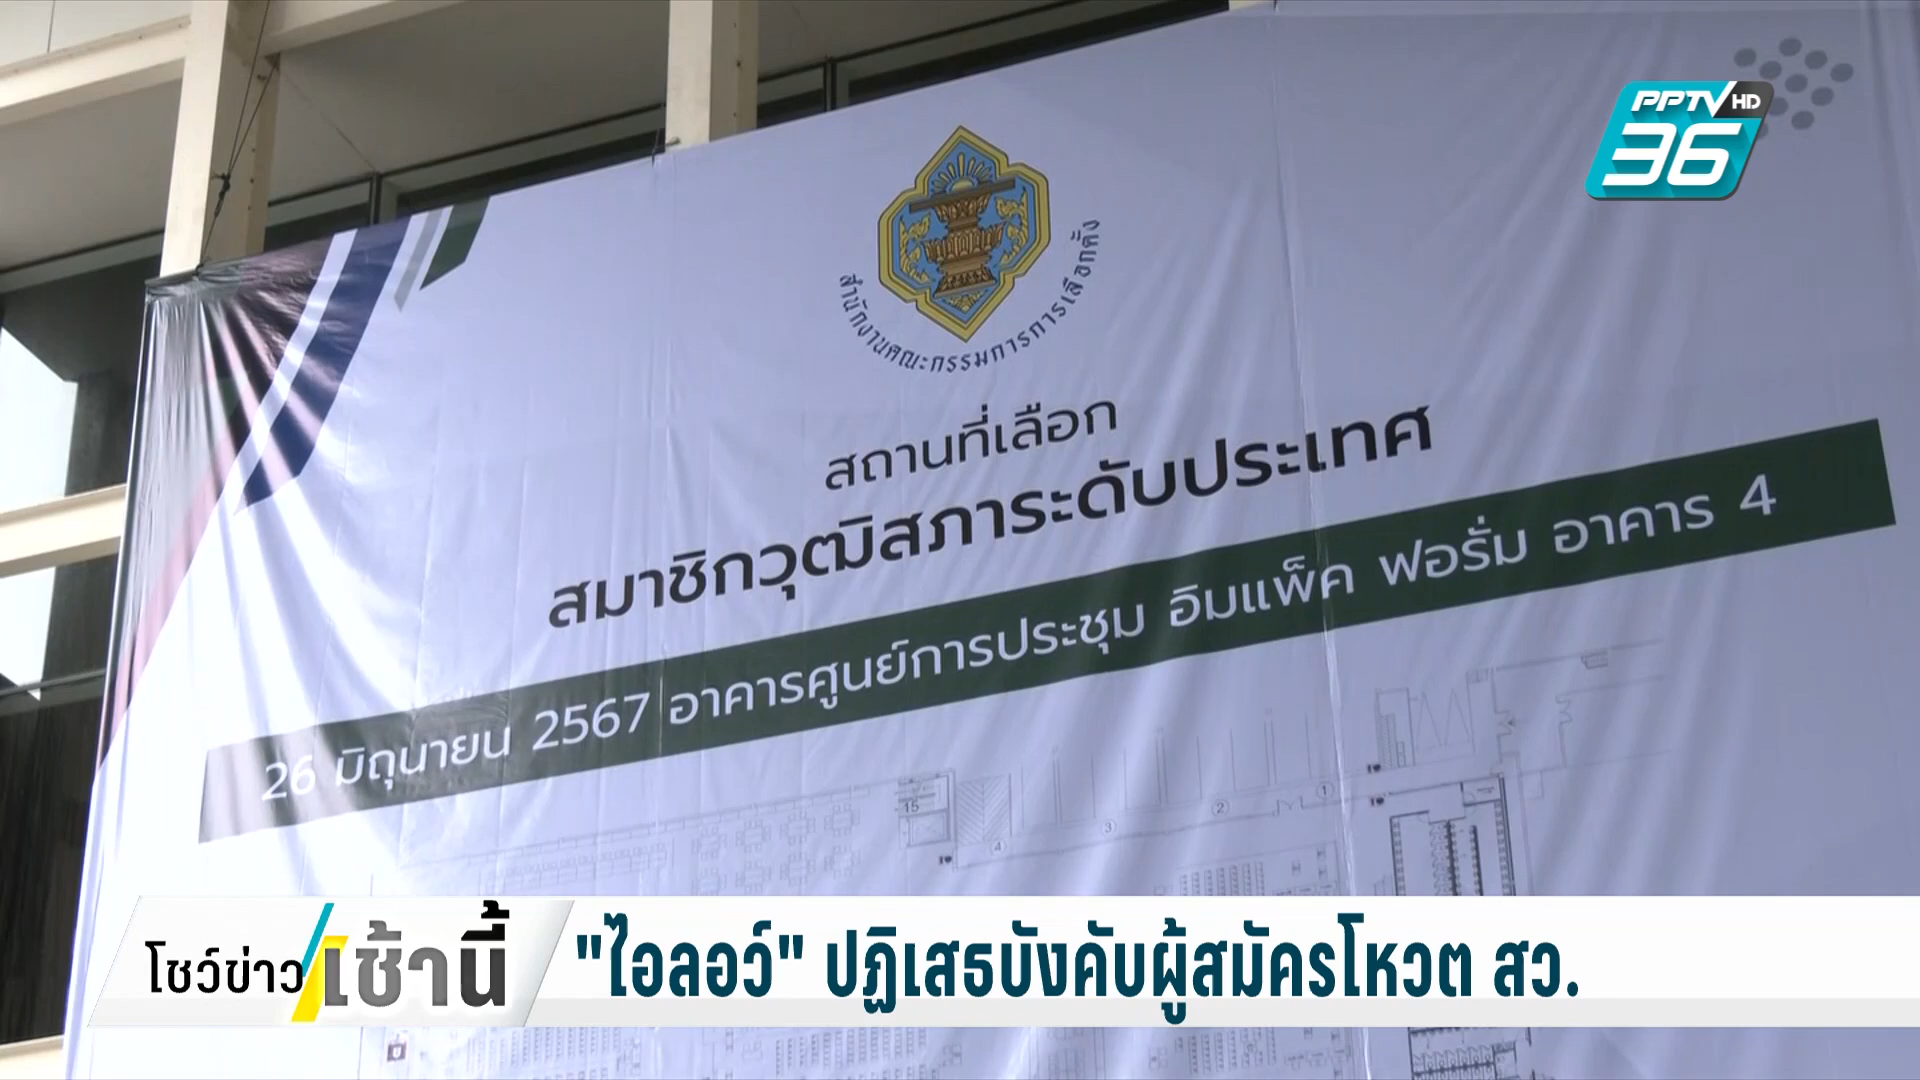 PPTV HD
36
สำนักงานคณะกรรมการการเลือกตั้ง
สถานที่เลือก
สมาชิกวุฒิสภาระดับประเทศ
26 มิถุนายน 2567 อาคารศูนย์การประชุม อิมแพ็ค ฟอรั่ม อาคาร 4
15
4
3
2
1
โชว์ข่าวเช้านี้
"ไอลอว์" ปฏิเสธบังคับผู้สมัครโหวต สว.